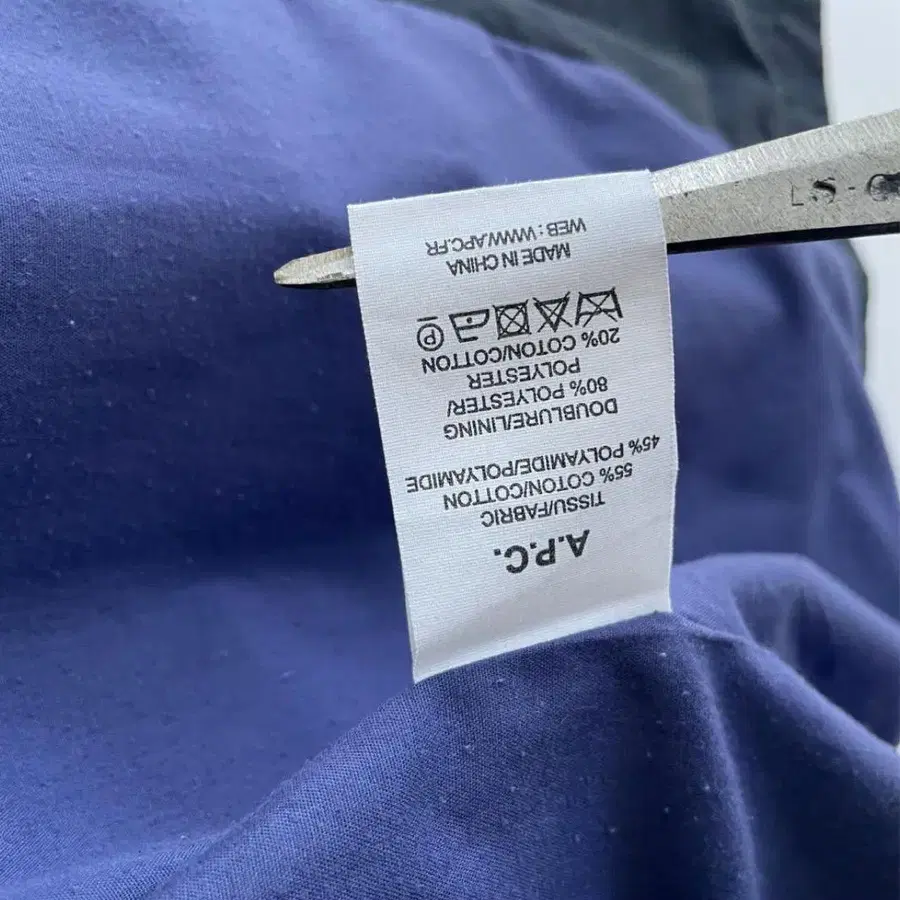 A.P.C.
TISSU/FABRIC
55% COTON/COTTON
45% POLYAMIDE/POLYAMIDE
DOUBLURE/LINING
80% POLYESTER/
POLYESTER
20% COTON/COTTON
P
MADE IN CHINA
WEB : WWW.APC.FR